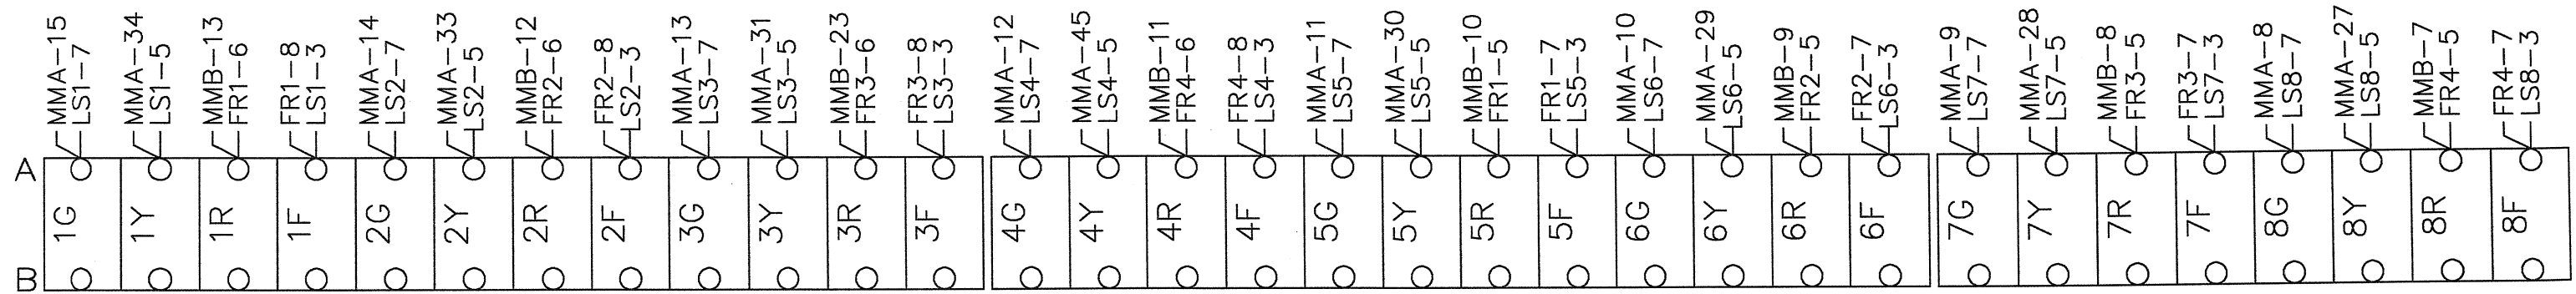 MMA-15
LS1-7
MMA-34
LS1-5
MMB-13
FR1-6
FR1-8
LS1-3
MMA-14
LS2-7
MMA-33
LS2-5
MMB-12
FR2-6
FR2-8
LS2-3
MMA-13
LS3-7
MMA-31
LS3-5
MMB-23
FR3-6
FR3-8
LS3-3
MMA-12
LS4-7
MMA-45
LS4-5
MMB-11
FR4-6
FR4-8
LS4-3
MMA-11
LS5-7
MMA-30
LS5-5
MMB-10
FR1-5
FR1-7
LS5-3
MMA-10
LS6-7
MMA-29
LS6-5
MMB-9
FR2-5
FR2-7
LS6-3
MMA-9
LS7-7
MMA-28
LS7-5
MMB-8
FR3-5
FR3-7
LS7-3
MMA-8
LS8-7
MMA-27
LS8-5
MMB-7
FR4-5
FR4-7
LS8-3
A
1G
1Y
1R
1F
2G
2Y
2R
2F
3G
3Y
3R
3F
4G
4Y
4R
4F
5G
5Y
5R
5F
6G
6Y
6R
6F
7G
7Y
7R
7F
8G
8Y
8R
8F
B